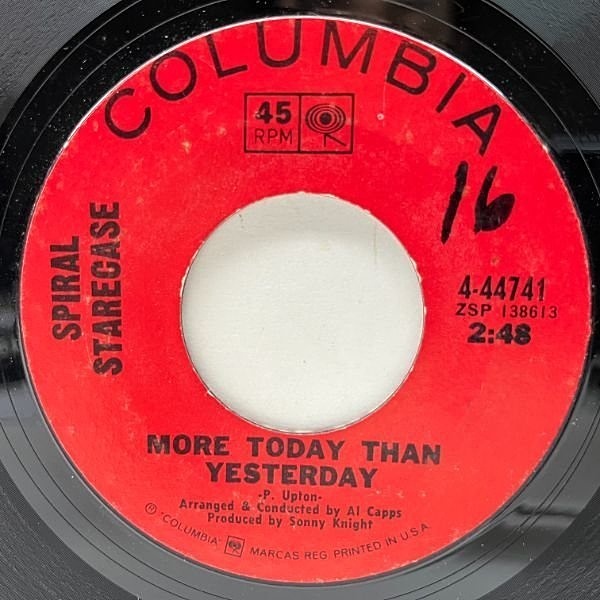 COLUMBIA
45
RPM
16
SPIRAL
STARECASE
4-44741
ZSP 138613
2:48
MORE TODAY THAN
YESTERDAY
-P. Upton-
Arranged & Conducted by Al Capps
Produced by Sonny Knight
℗ "COLUMBIA" MARCAS REG. PRINTED IN U.S.A.